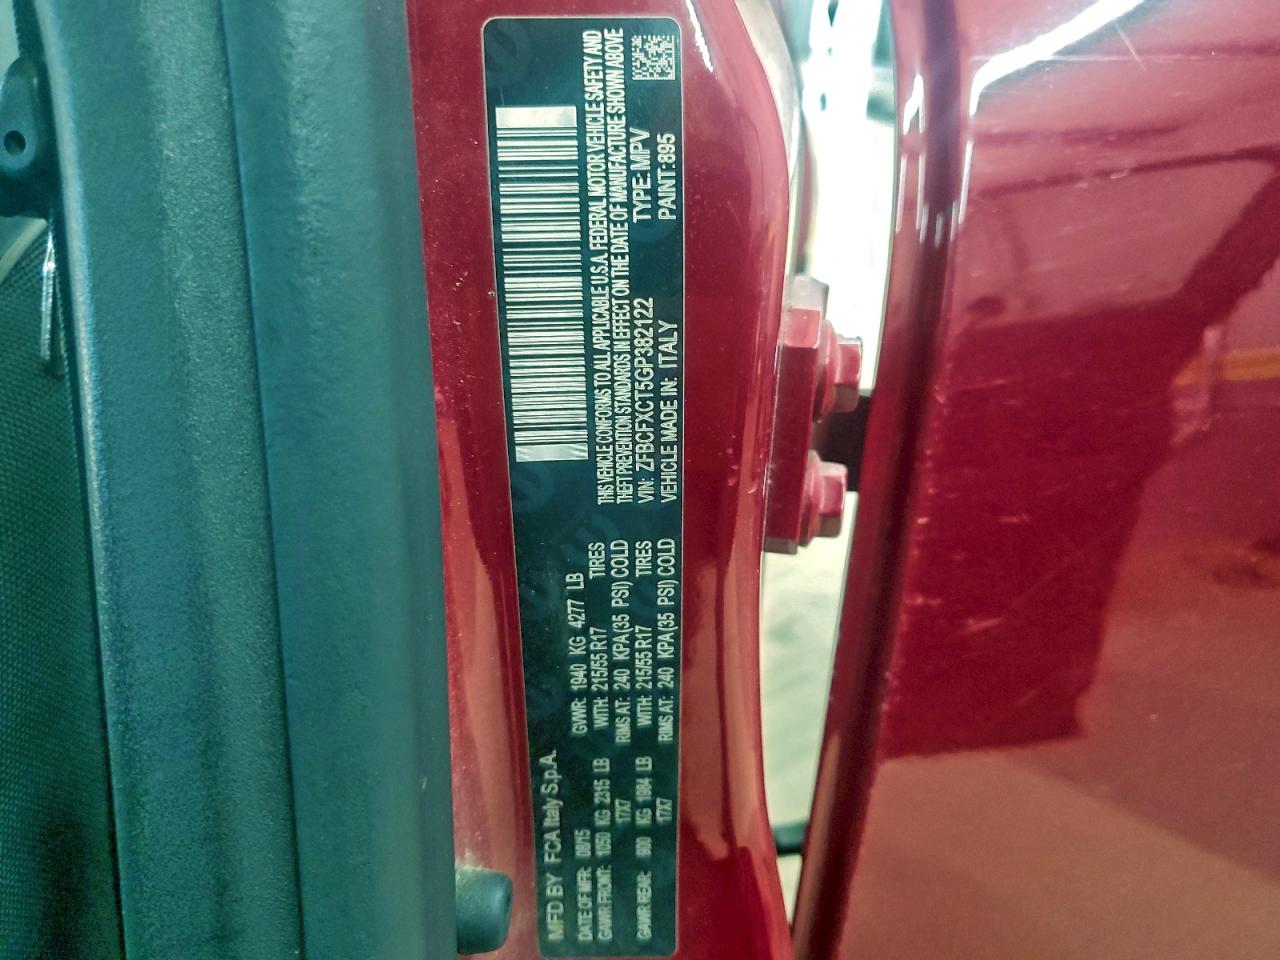 MFD BY FCA Italy S.p.A.
DATE OF MFR: 08/15 GVWR: 1940 KG 4277 LB
GAWR FRONT: 1050 KG 2315 LB WITH: 215/55 R17 TIRES
17X7 RIMS AT: 240 KPA(35 PSI) COLD
GAWR REAR: 900 KG 1984 LB WITH: 215/55 R17 TIRES
17X7 RIMS AT: 240 KPA(35 PSI) COLD
THIS VEHICLE CONFORMS TO ALL APPLICABLE U.S.A. FEDERAL MOTOR VEHICLE SAFETY AND
THEFT PREVENTION STANDARDS IN EFFECT ON THE DATE OF MANUFACTURE SHOWN ABOVE
VIN: ZFBCFXCT5GP382122 TYPE: MPV
VEHICLE MADE IN: ITALY PAINT: 895